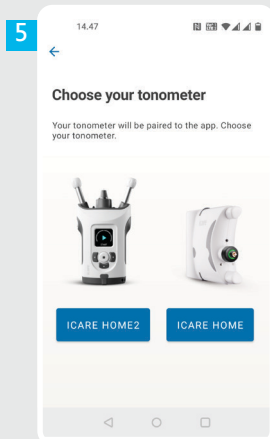 5
14.47
Choose your tonometer
Your tonometer will be paired to the app. Choose
your tonometer.
ICARE HOME2
ICARE HOME